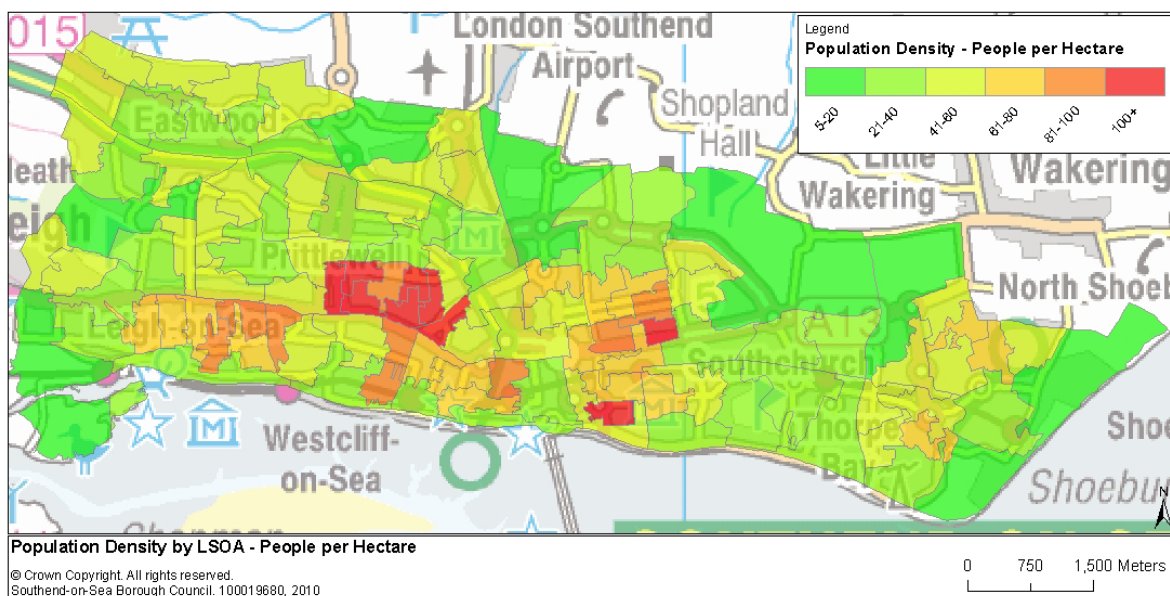 015
London Southend
Airport
Shopland
Hall
Legend
Population Density - People per Hectare
5-20
21-40
41-60
61-80
81-100
100+
Eastwood
Little
Wakering
Wakering
leath
eigh
Prittlewell
M
North Shoeb
Leigh-on-Sea
A13
Southchurch
M
Westcliff-
on-Sea
Thorpe
Bay
Shoe
Shoebu
Chapman
N
Population Density by LSOA - People per Hectare
© Crown Copyright. All rights reserved.
Southend-on-Sea Borough Council. 100019680, 2010
0 750 1,500 Meters